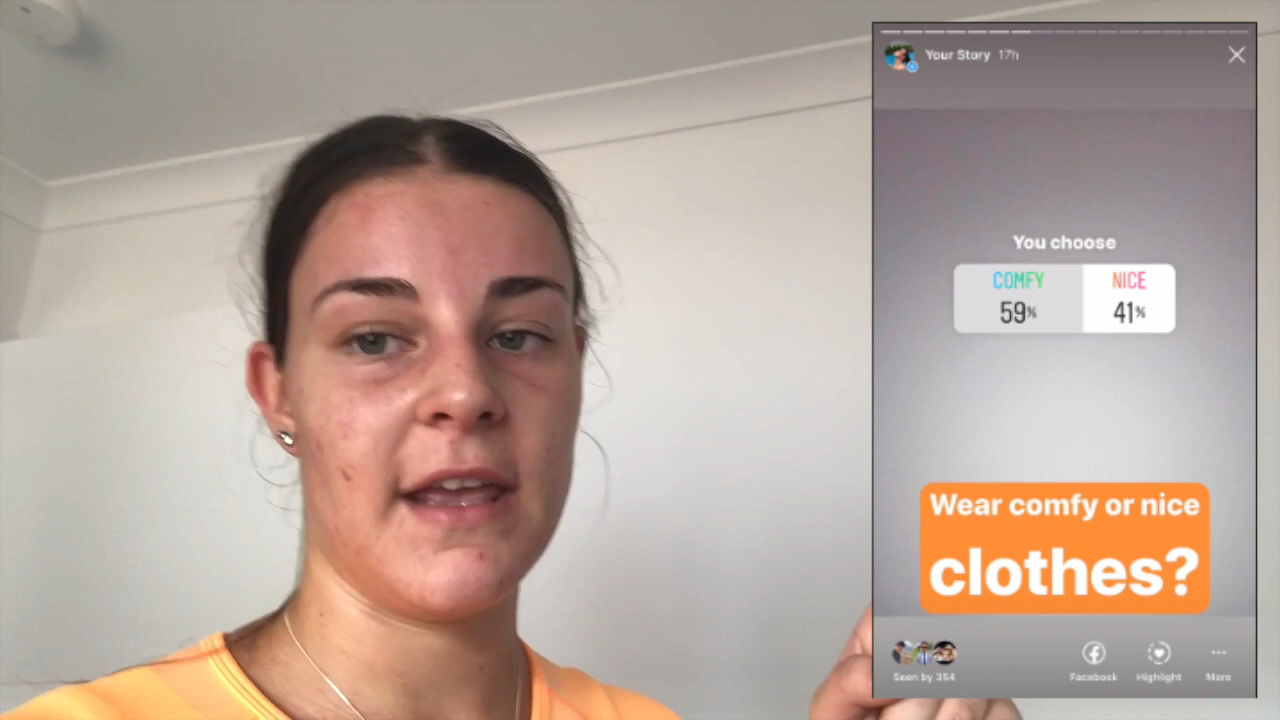 Your Story 17h
You choose
COMFY NICE
59% 41%
Wear comfy or nice
clothes?
Seen by 354
Facebook Highlight More